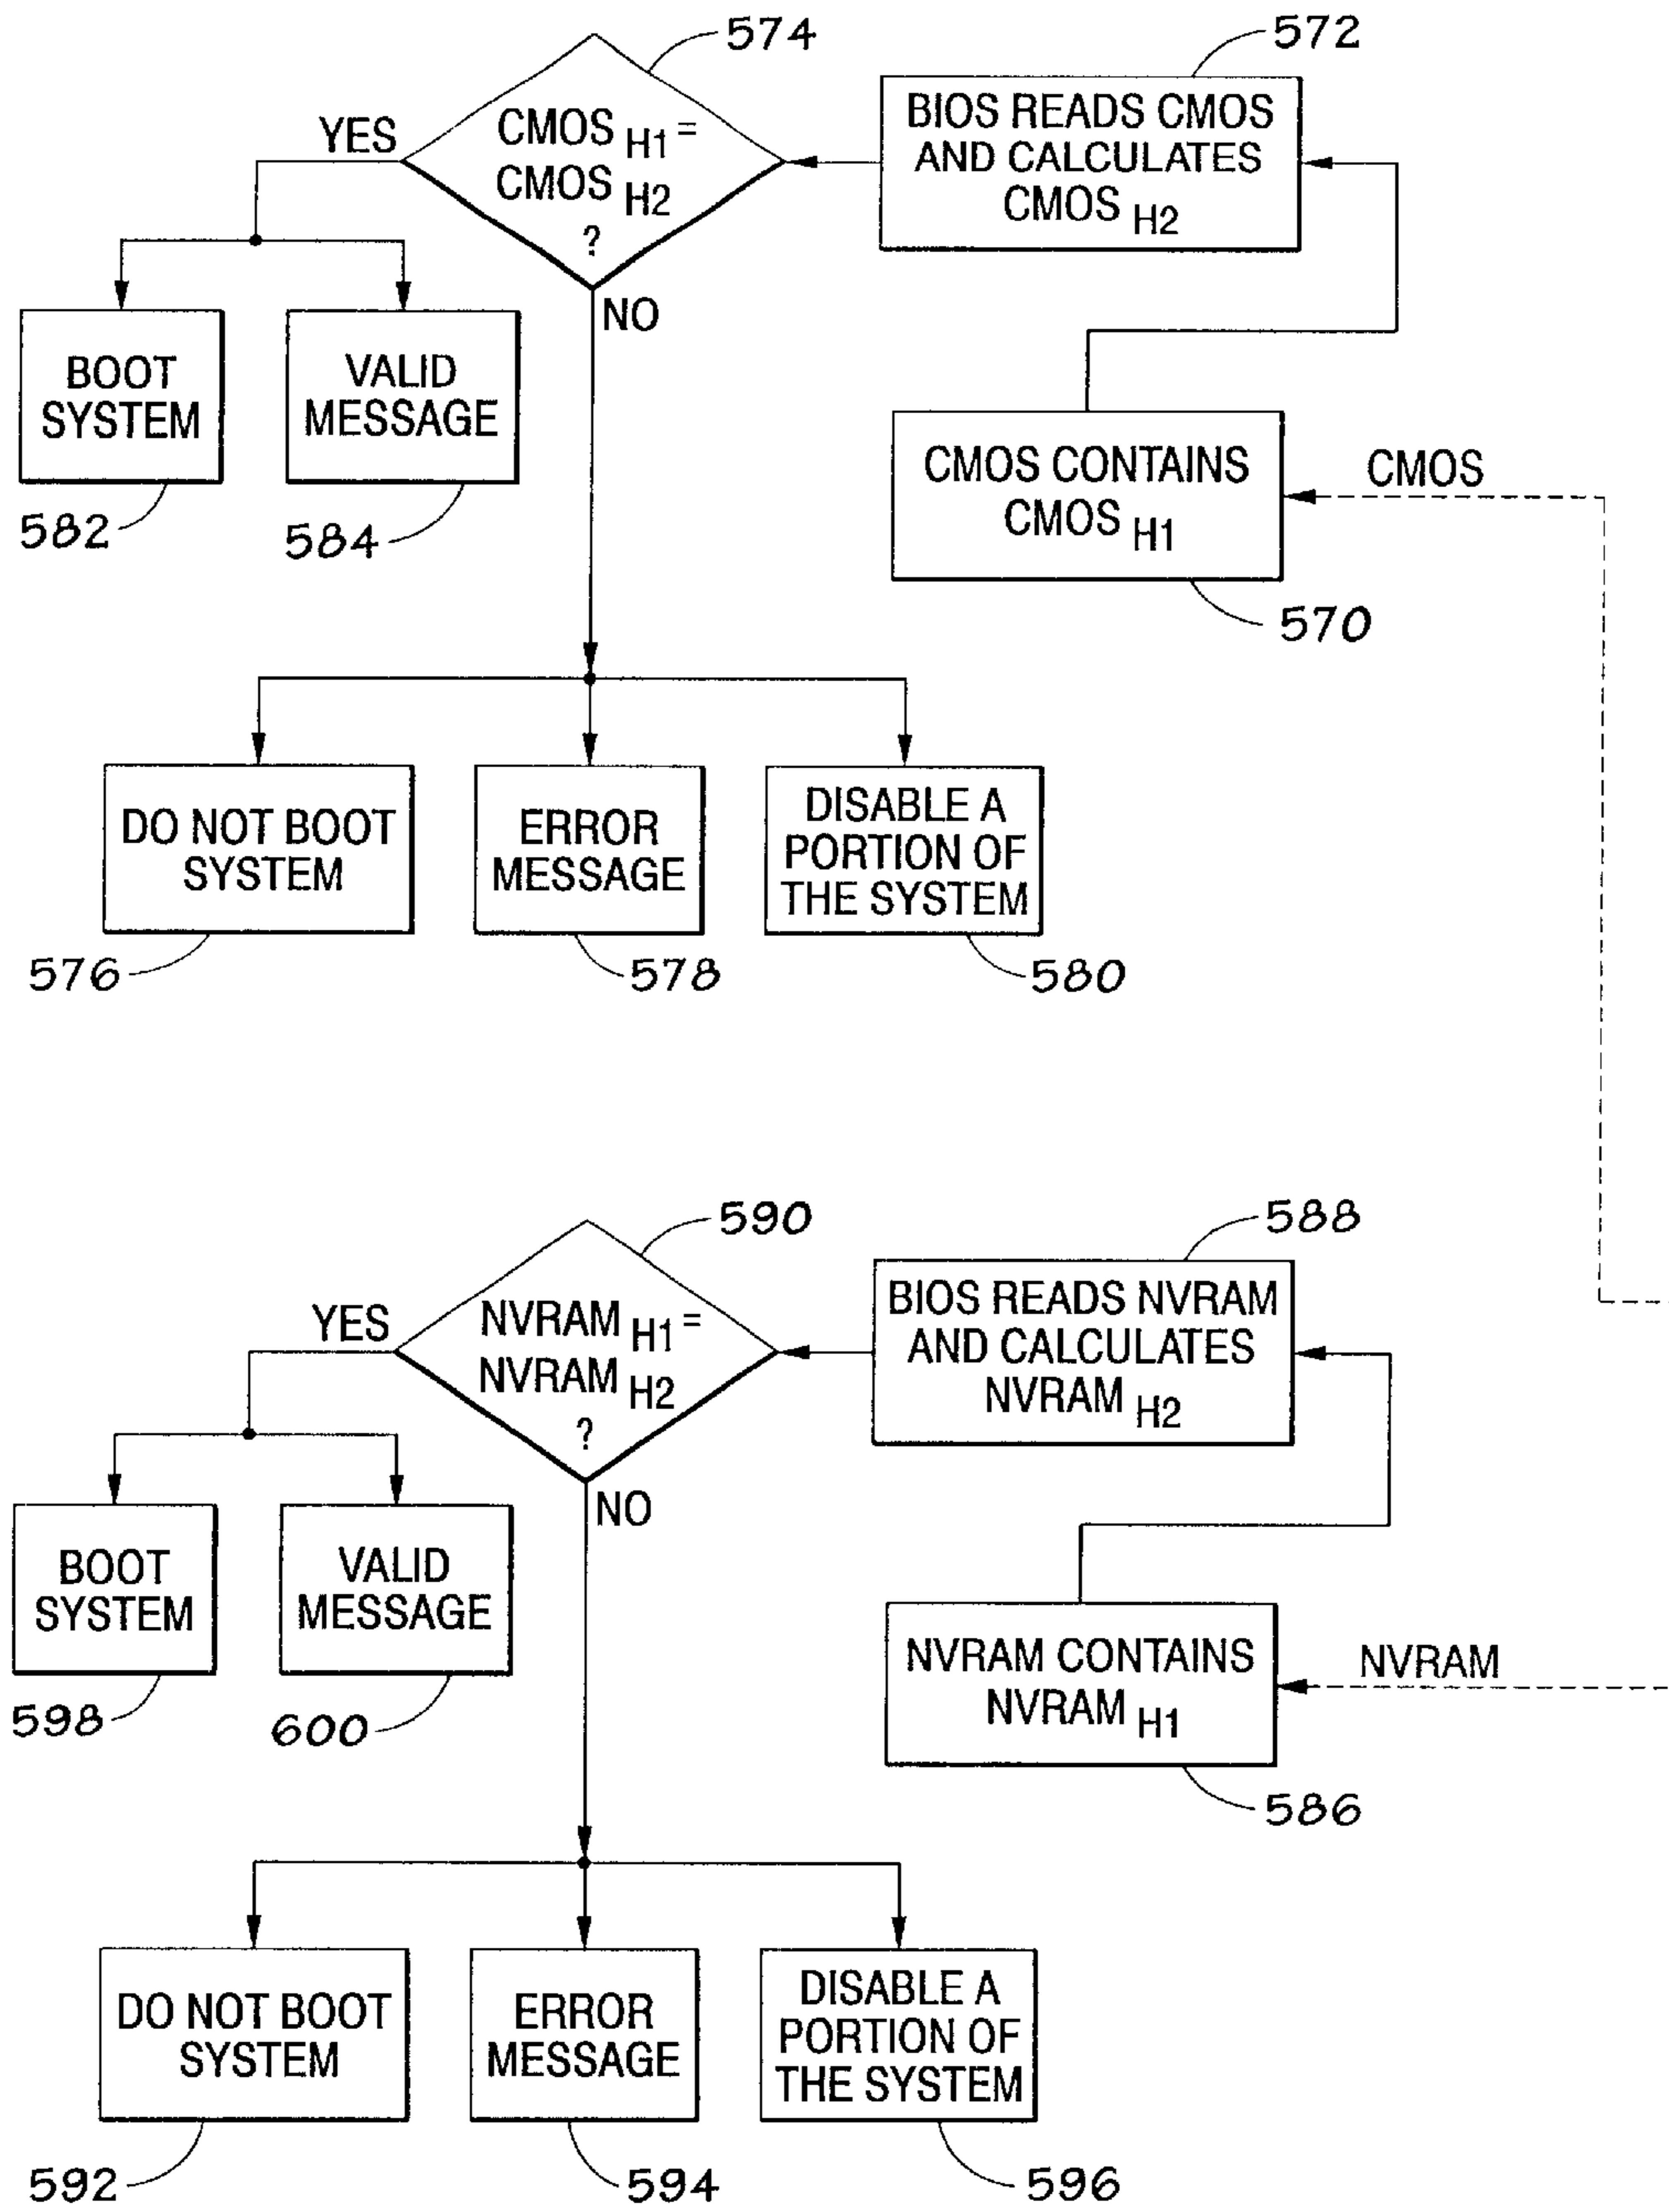 574
572
YES
CMOS H1 =
CMOS H2
?
BIOS READS CMOS
AND CALCULATES
CMOS H2
NO
BOOT
SYSTEM
VALID
MESSAGE
582
584
CMOS CONTAINS
CMOS H1
CMOS
570
DO NOT BOOT
SYSTEM
ERROR
MESSAGE
DISABLE A
PORTION OF
THE SYSTEM
576
578
580
590
588
YES
NVRAM H1 =
NVRAM H2
?
BIOS READS NVRAM
AND CALCULATES
NVRAM H2
NO
BOOT
SYSTEM
VALID
MESSAGE
598
600
NVRAM CONTAINS
NVRAM H1
NVRAM
586
DO NOT BOOT
SYSTEM
ERROR
MESSAGE
DISABLE A
PORTION OF
THE SYSTEM
592
594
596